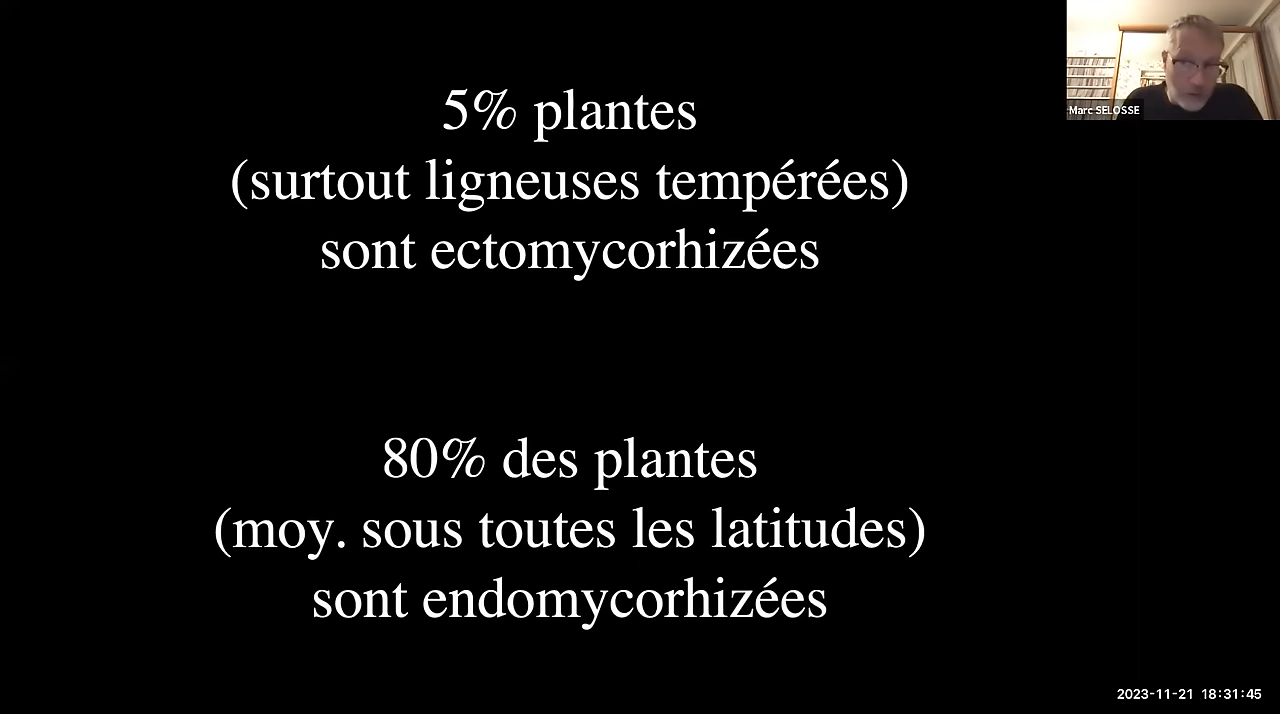 5% plantes
(surtout ligneuses tempérées)
sont ectomycorhizées
80% des plantes
(moy. sous toutes les latitudes)
sont endomycorhizées
Marc SELOSSE
2023-11-21 18:31:45